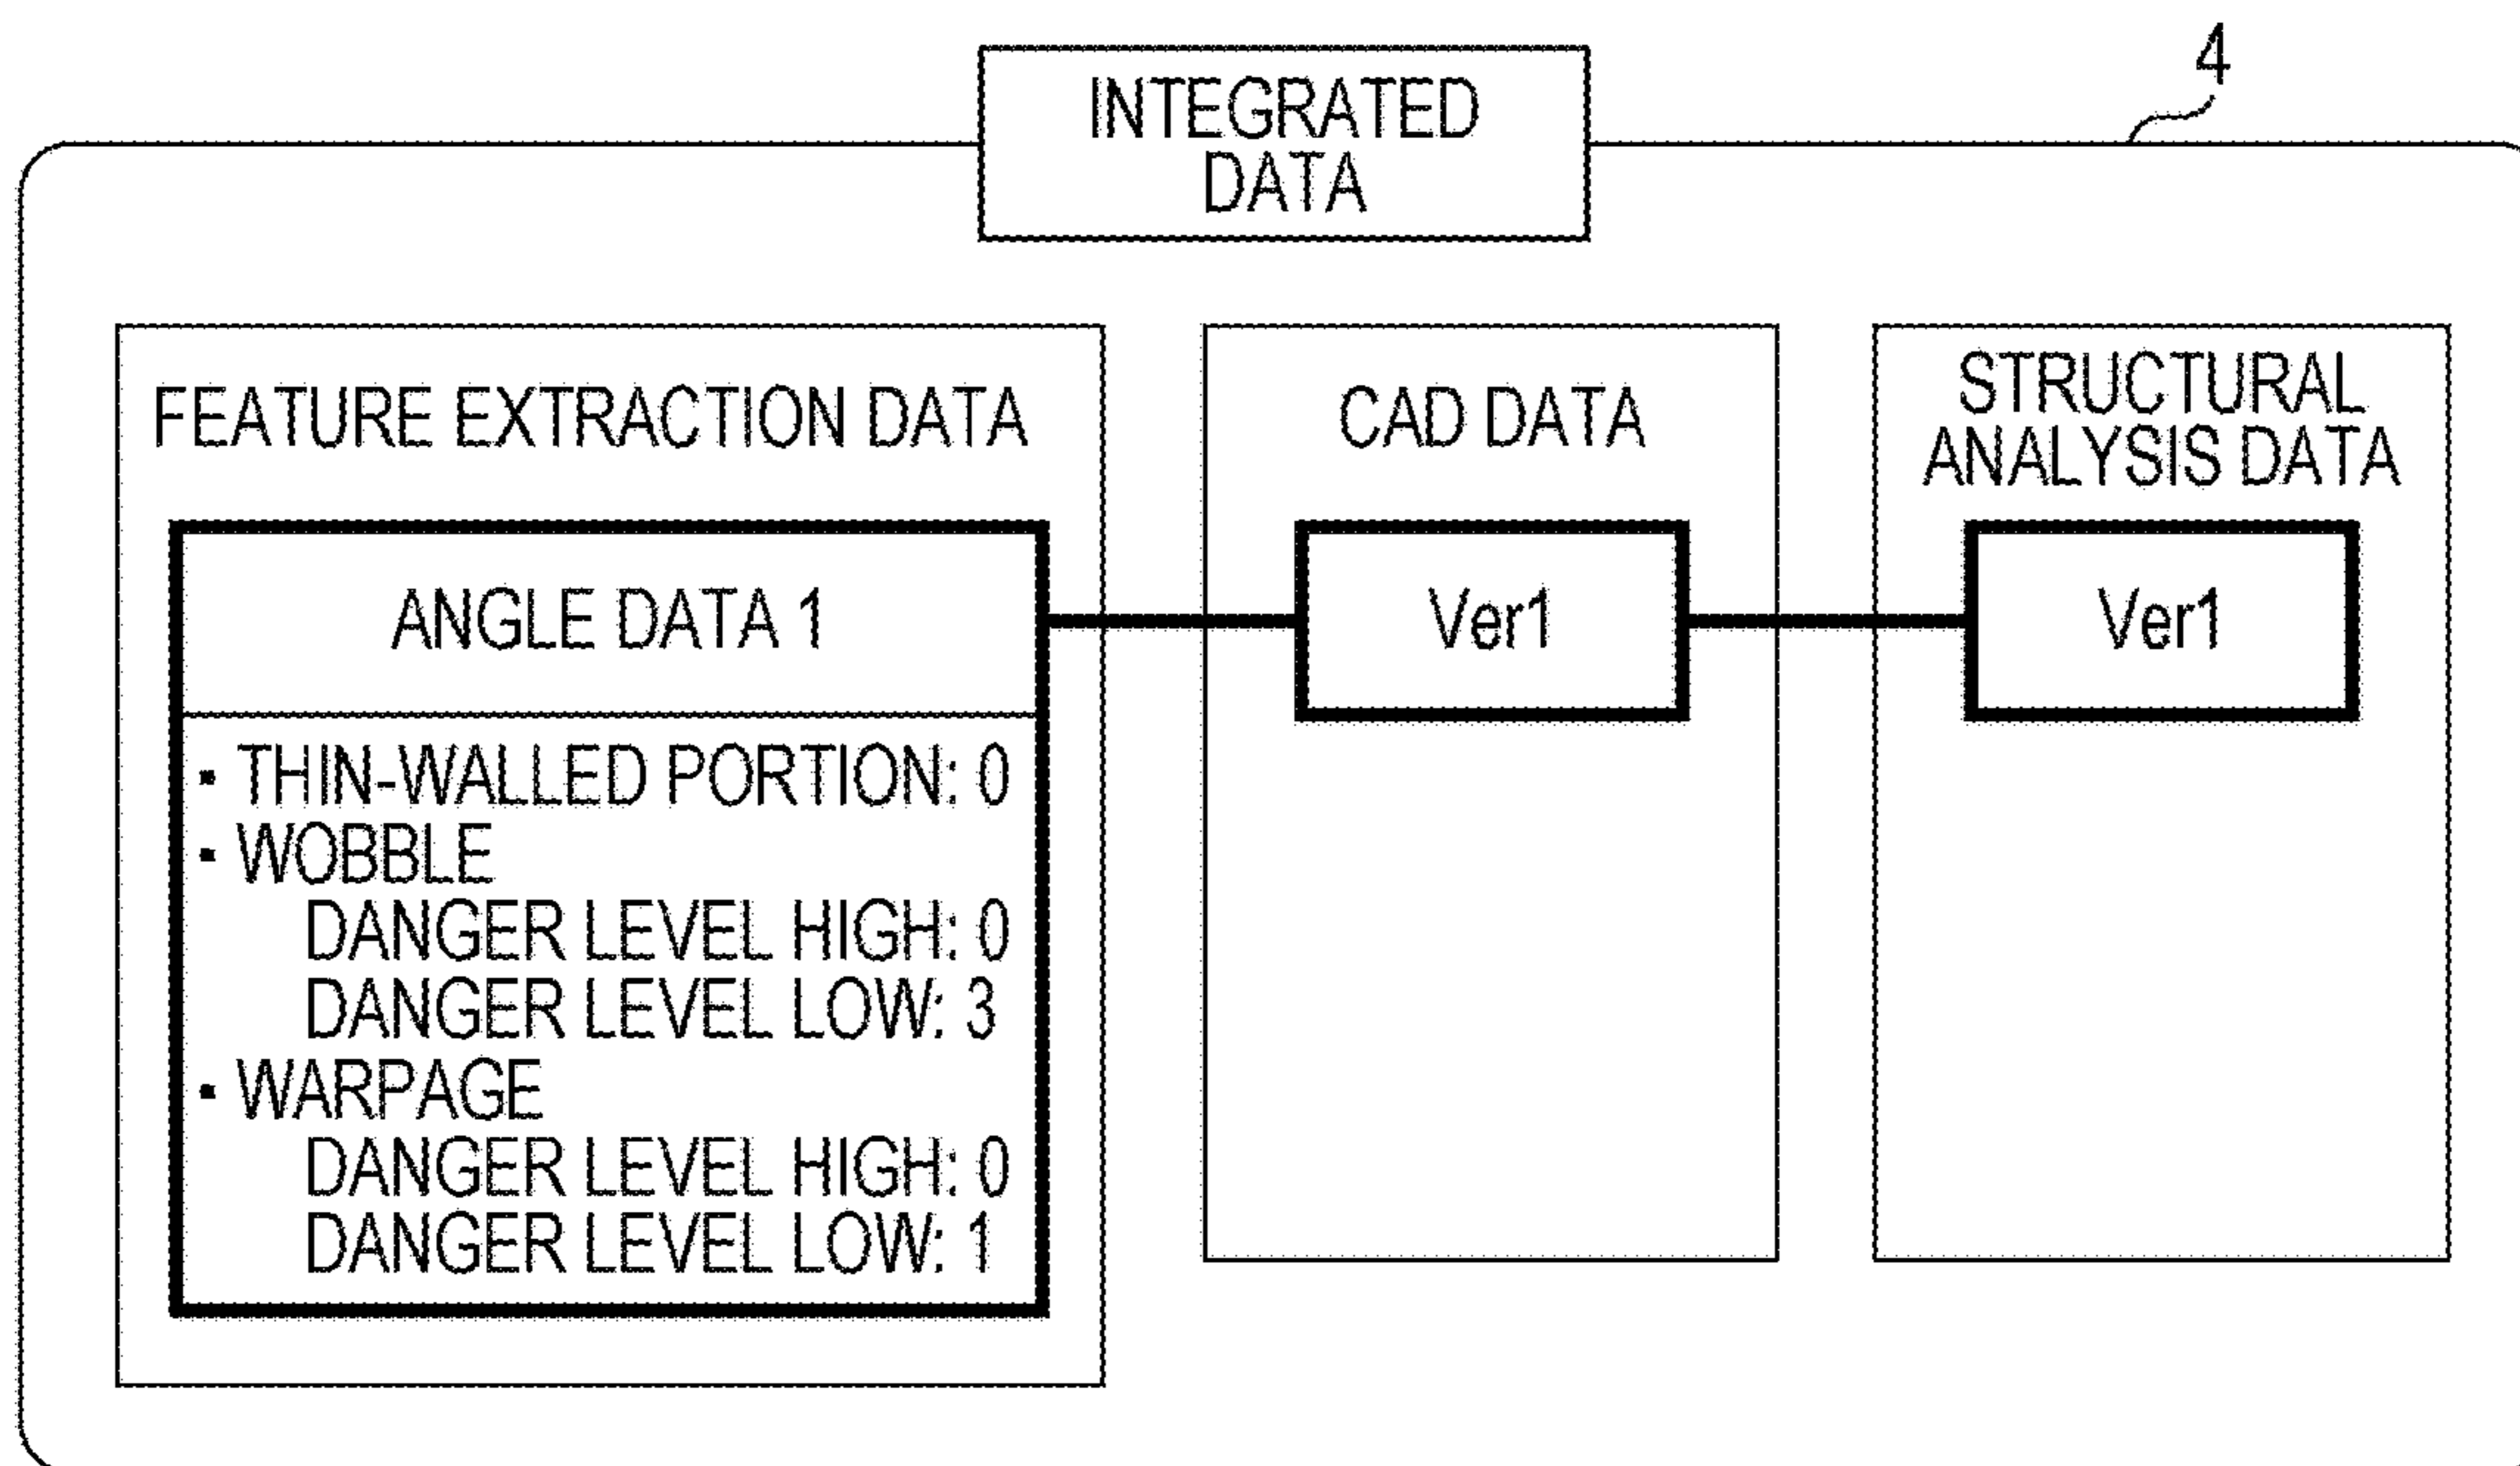 4
INTEGRATED
DATA
FEATURE EXTRACTION DATA
CAD DATA
STRUCTURAL
ANALYSIS DATA
ANGLE DATA 1
Ver1
Ver1
▪ THIN-WALLED PORTION: 0
▪ WOBBLE
DANGER LEVEL HIGH: 0
DANGER LEVEL LOW: 3
▪ WARPAGE
DANGER LEVEL HIGH: 0
DANGER LEVEL LOW: 1